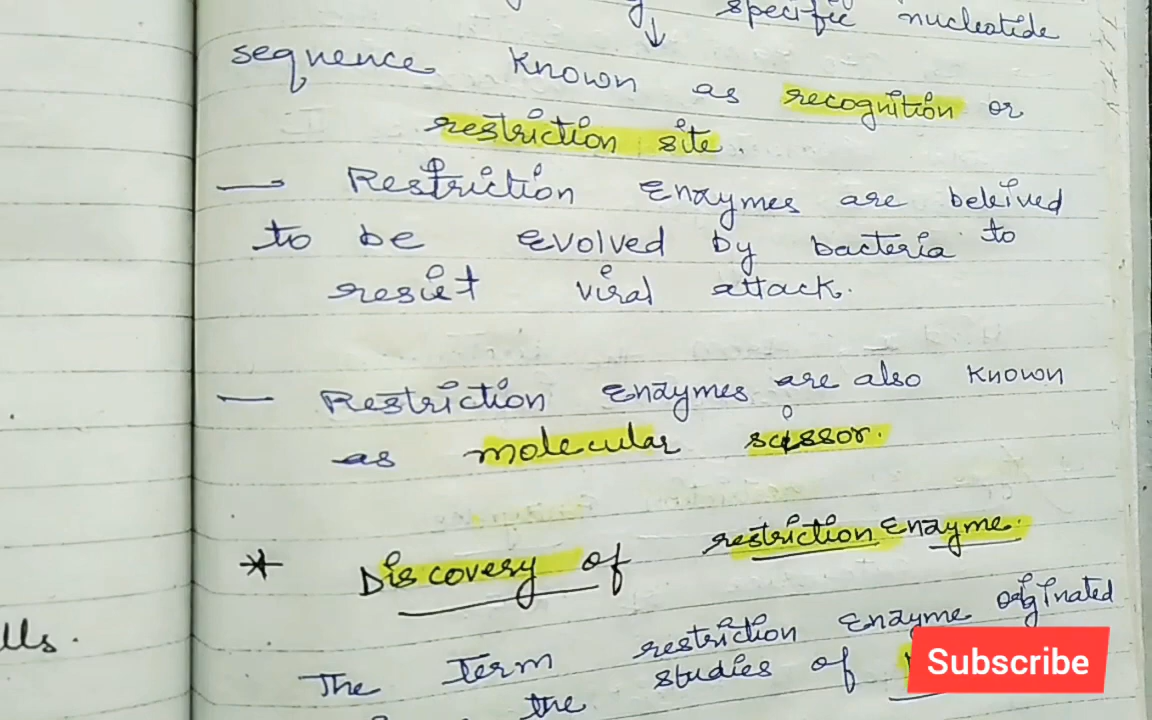 specific nucleotide
sequence known as recognition or
restriction site.
— Restriction Enzymes are beleived
to be evolved by bacteria to
resist viral attack.
— Restriction enzymes are also known
as molecular scissor.
* Discovery of restriction Enzyme.
The term restriction enzyme originated
the studies of
lls.
Subscribe